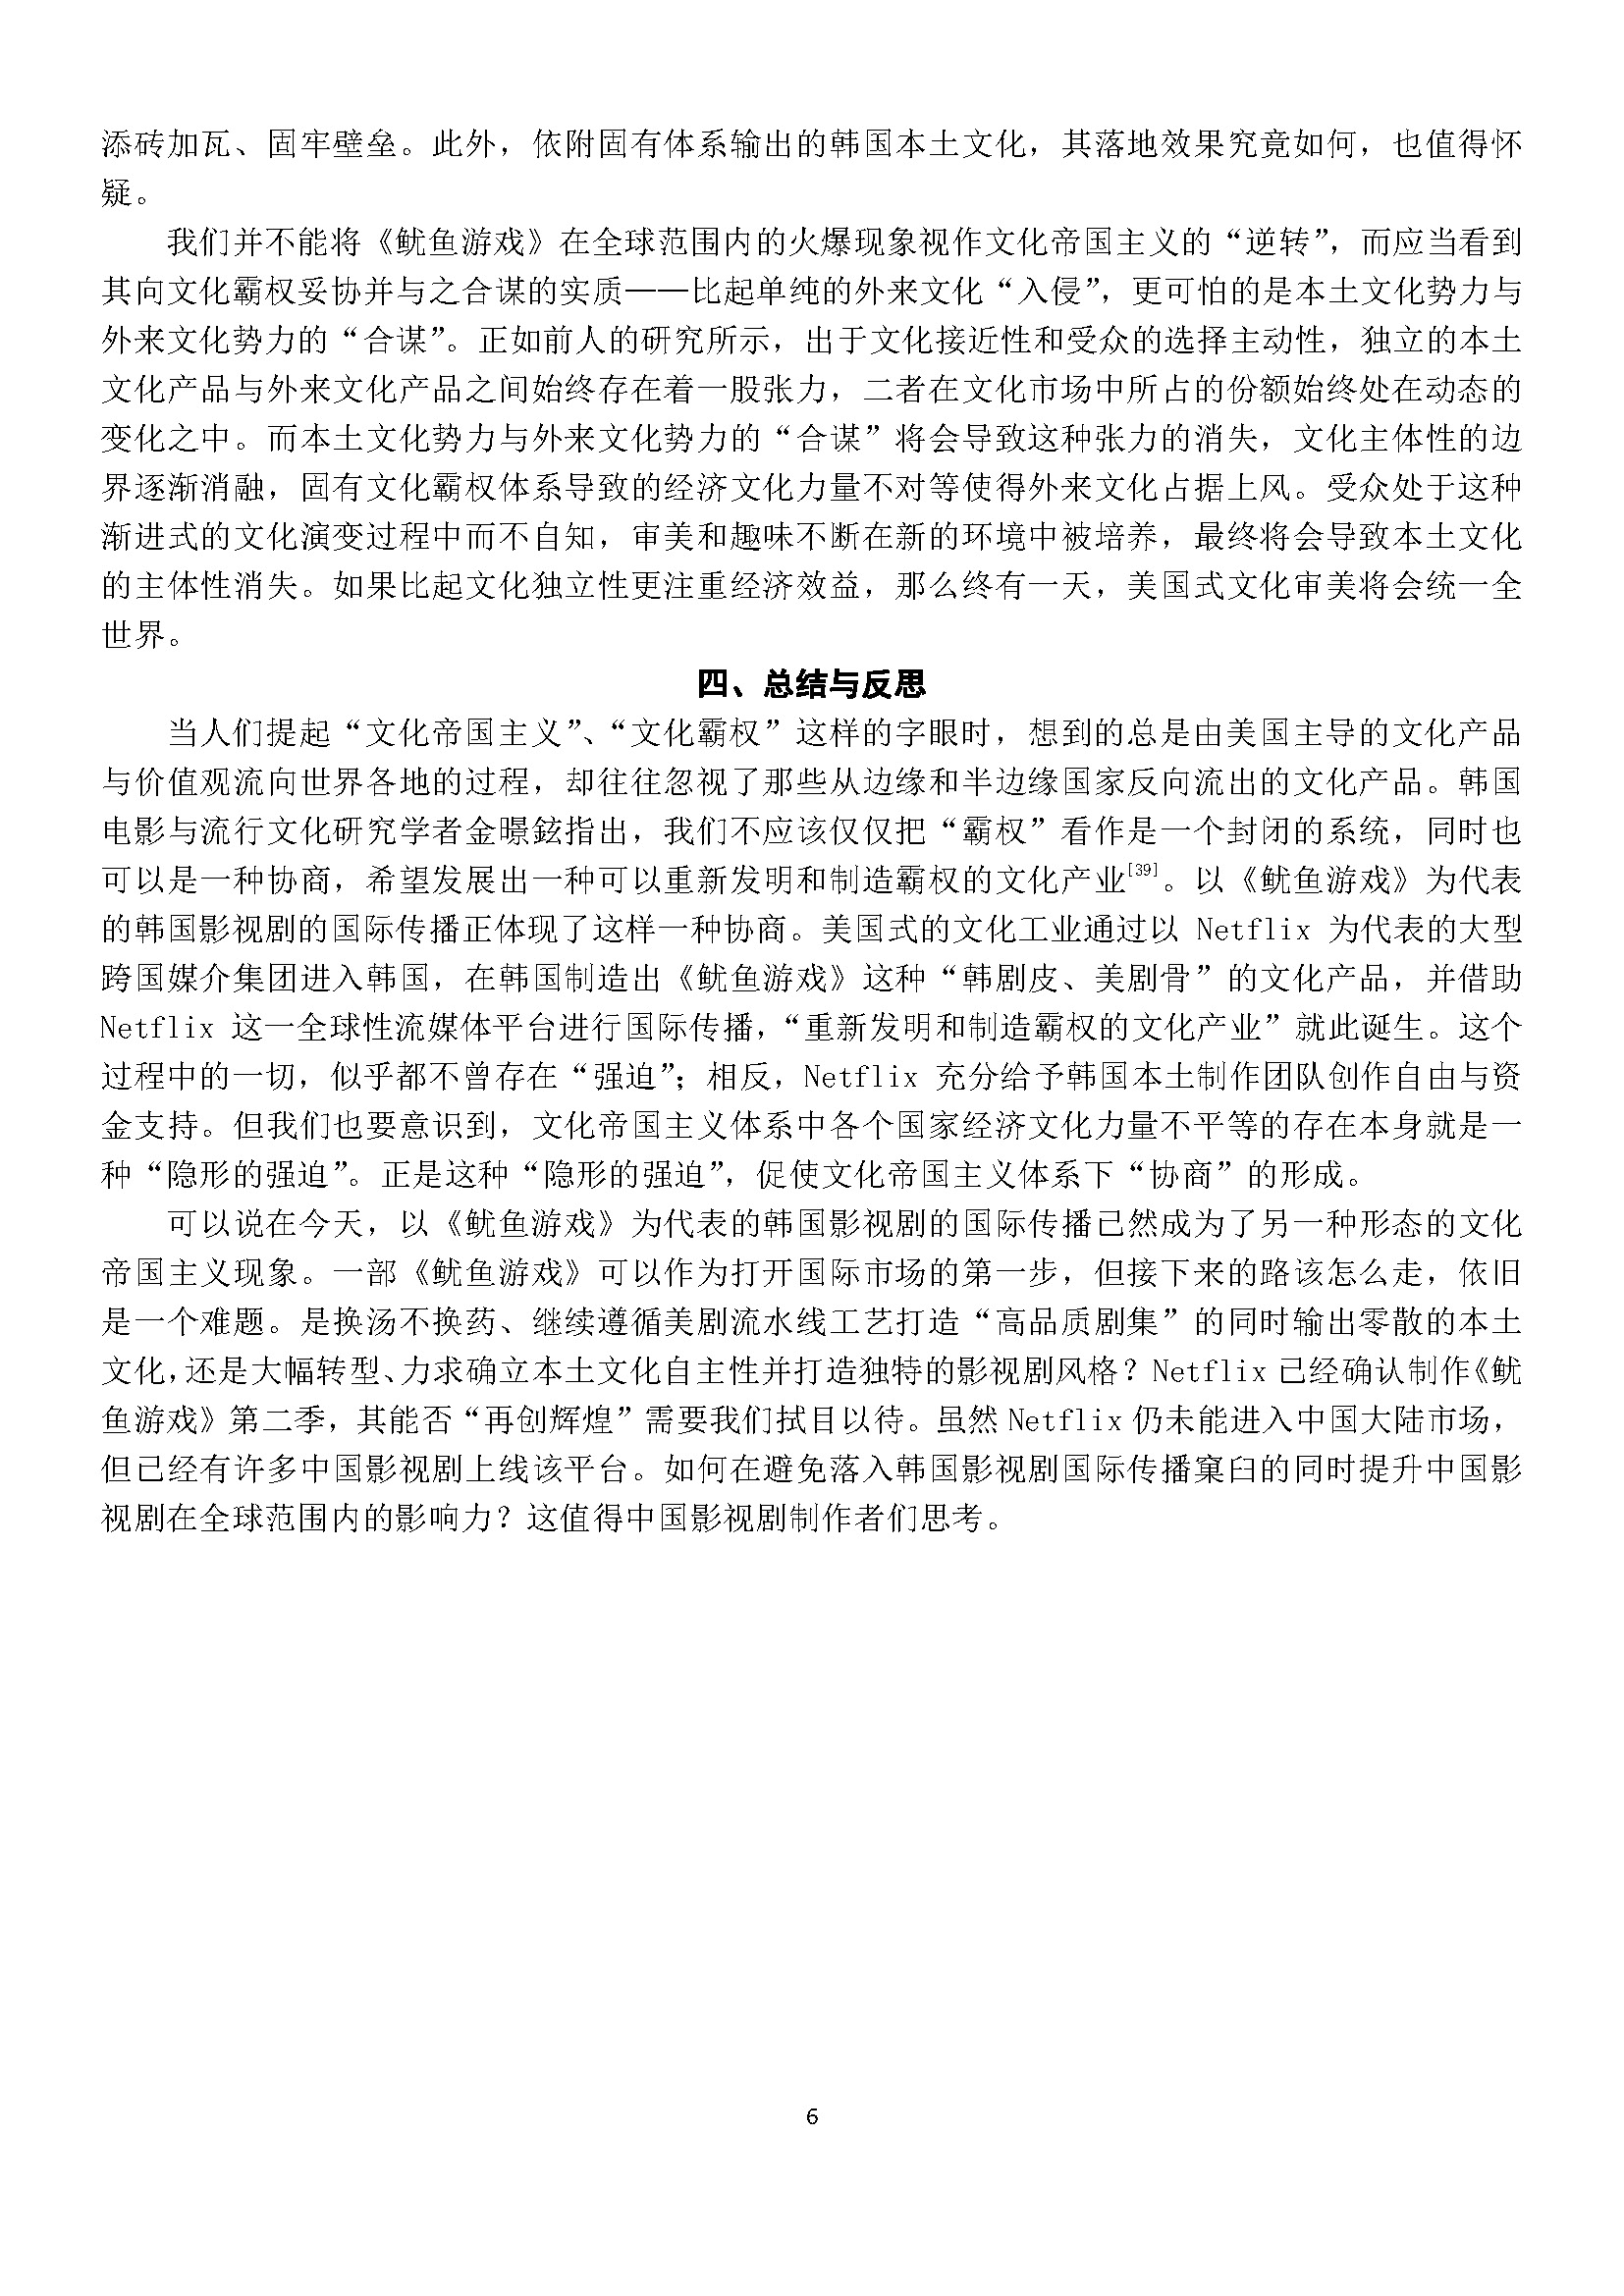 添砖加瓦、固牢壁垒。此外，依附固有体系输出的韩国本土文化，其落地效果究竟如何，也值得怀
疑。
我们并不能将《鱿鱼游戏》在全球范围内的火爆现象视作文化帝国主义的“逆转”，而应当看到
其向文化霸权妥协并与之合谋的实质——比起单纯的外来文化“入侵”，更可怕的是本土文化势力与
外来文化势力的“合谋”。正如前人的研究所示，出于文化接近性和受众的选择主动性，独立的本土
文化产品与外来文化产品之间始终存在着一股张力，二者在文化市场中所占的份额始终处在动态的
变化之中。而本土文化势力与外来文化势力的“合谋”将会导致这种张力的消失，文化主体性的边
界逐渐消融，固有文化霸权体系导致的经济文化力量不对等使得外来文化占据上风。受众处于这种
渐进式的文化演变过程中而不自知，审美和趣味不断在新的环境中被培养，最终将会导致本土文化
的主体性消失。如果比起文化独立性更注重经济效益，那么终有一天，美国式文化审美将会统一全
世界。
四、总结与反思
当人们提起“文化帝国主义”、“文化霸权”这样的字眼时，想到的总是由美国主导的文化产品
与价值观流向世界各地的过程，却往往忽视了那些从边缘和半边缘国家反向流出的文化产品。韩国
电影与流行文化研究学者金暻鉉指出，我们不应该仅仅把“霸权”看作是一个封闭的系统，同时也
可以是一种协商，希望发展出一种可以重新发明和制造霸权的文化产业[39]。以《鱿鱼游戏》为代表
的韩国影视剧的国际传播正体现了这样一种协商。美国式的文化工业通过以 Netflix 为代表的大型
跨国媒介集团进入韩国，在韩国制造出《鱿鱼游戏》这种“韩剧皮、美剧骨”的文化产品，并借助
Netflix 这一全球性流媒体平台进行国际传播，“重新发明和制造霸权的文化产业”就此诞生。这个
过程中的一切，似乎都不曾存在“强迫”；相反，Netflix 充分给予韩国本土制作团队创作自由与资
金支持。但我们也要意识到，文化帝国主义体系中各个国家经济文化力量不平等的存在本身就是一
种“隐形的强迫”。正是这种“隐形的强迫”，促使文化帝国主义体系下“协商”的形成。
可以说在今天，以《鱿鱼游戏》为代表的韩国影视剧的国际传播已然成为了另一种形态的文化
帝国主义现象。一部《鱿鱼游戏》可以作为打开国际市场的第一步，但接下来的路该怎么走，依旧
是一个难题。是换汤不换药、继续遵循美剧流水线工艺打造“高品质剧集”的同时输出零散的本土
文化，还是大幅转型、力求确立本土文化自主性并打造独特的影视剧风格？Netflix 已经确认制作《鱿
鱼游戏》第二季，其能否“再创辉煌”需要我们拭目以待。虽然 Netflix 仍未能进入中国大陆市场，
但已经有许多中国影视剧上线该平台。如何在避免落入韩国影视剧国际传播窠臼的同时提升中国影
视剧在全球范围内的影响力？这值得中国影视剧制作者们思考。
6